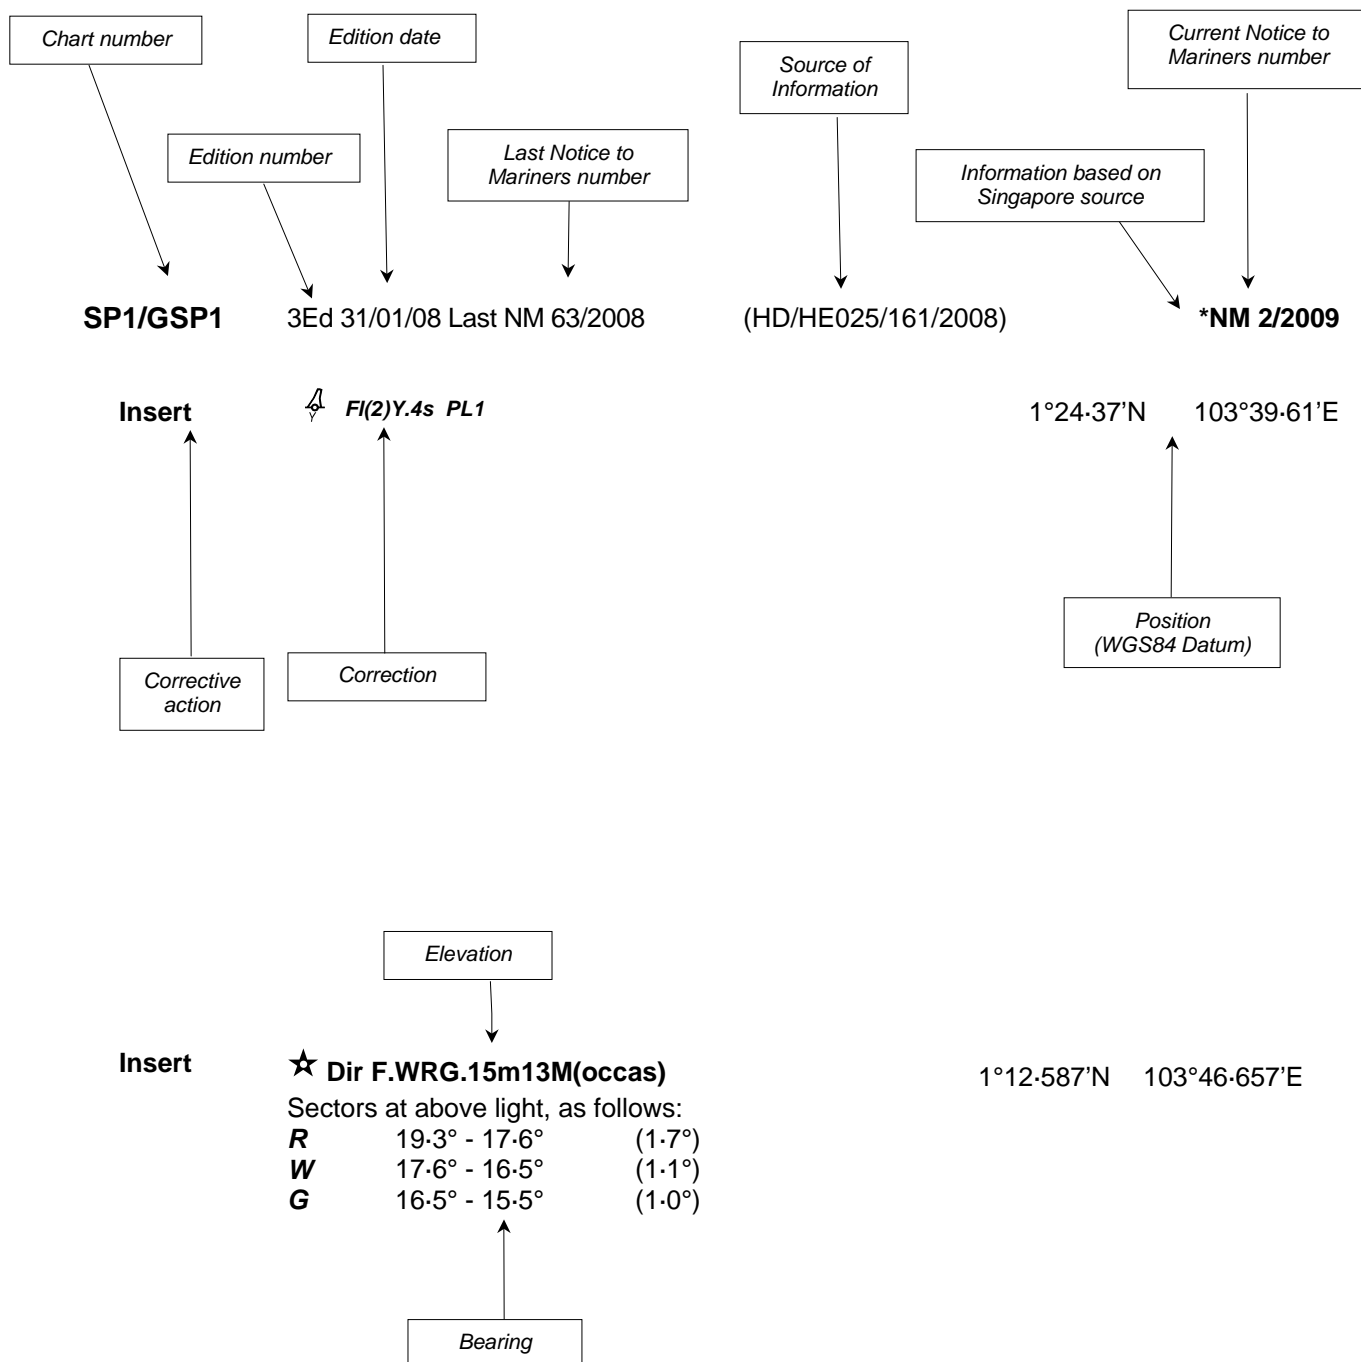 Chart number
Edition date
Current Notice to
Mariners number
Source of
Information
Edition number
Last Notice to
Mariners number
Information based on
Singapore source
SP1/GSP1 3Ed 31/01/08 Last NM 63/2008 (HD/HE025/161/2008) *NM 2/2009
Insert Fl(2)Y.4s PL1 1°24·37’N 103°39·61’E
Position
(WGS84 Datum)
Corrective
action
Correction
Elevation
Insert Dir F.WRG.15m13M(occas) 1°12·587’N 103°46·657’E
Sectors at above light, as follows:
R 19·3° - 17·6° (1·7°)
W 17·6° - 16·5° (1·1°)
G 16·5° - 15·5° (1·0°)
Bearing